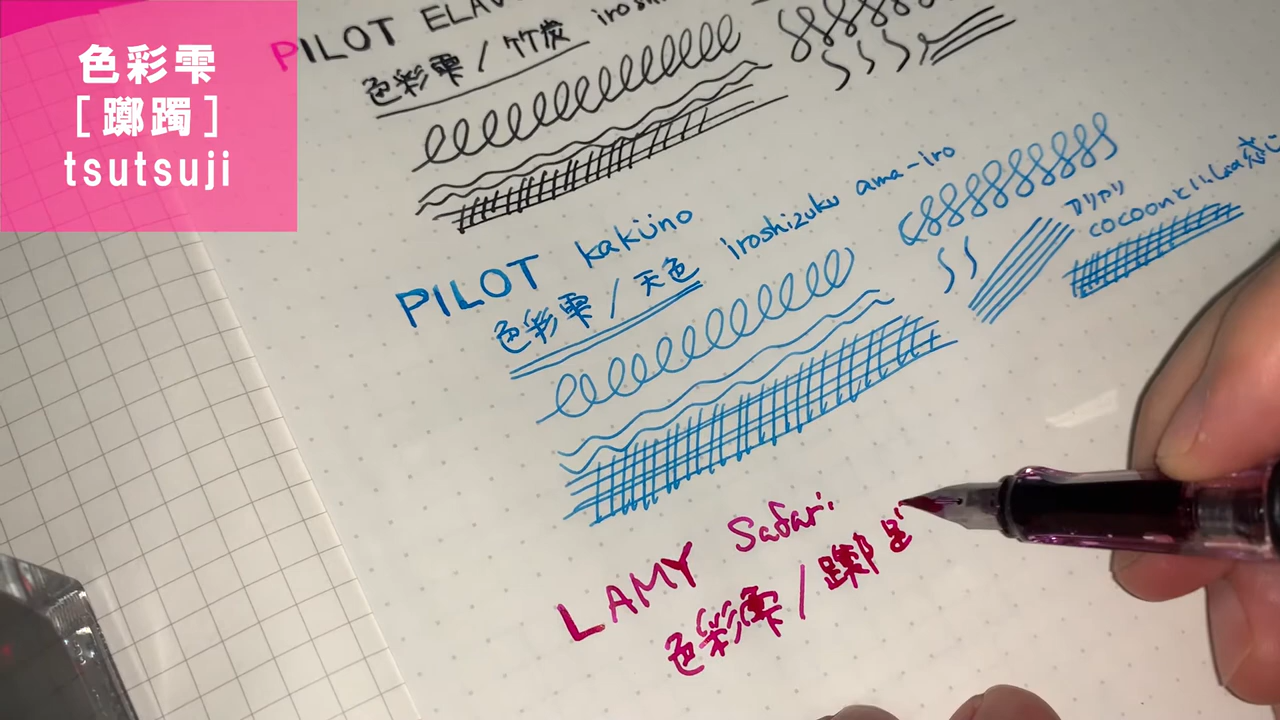 色彩雫
[躑躅]
tsutsuji
PILOT
色彩雫 / 竹炭
PILOT kakuno
色彩雫 / 天色 iroshizuku ama-iro
カリカリ
cocoon
LAMY Safari
色彩雫 / 躑